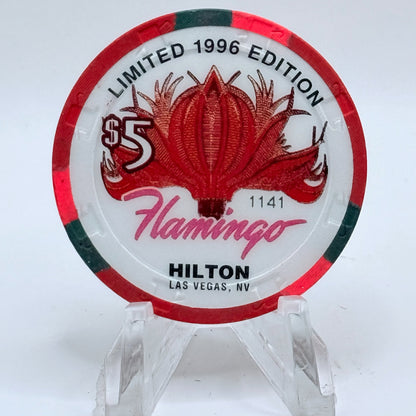 LIMITED 1996 EDITION
$5
1141
Flamingo
HILTON
LAS VEGAS, NV